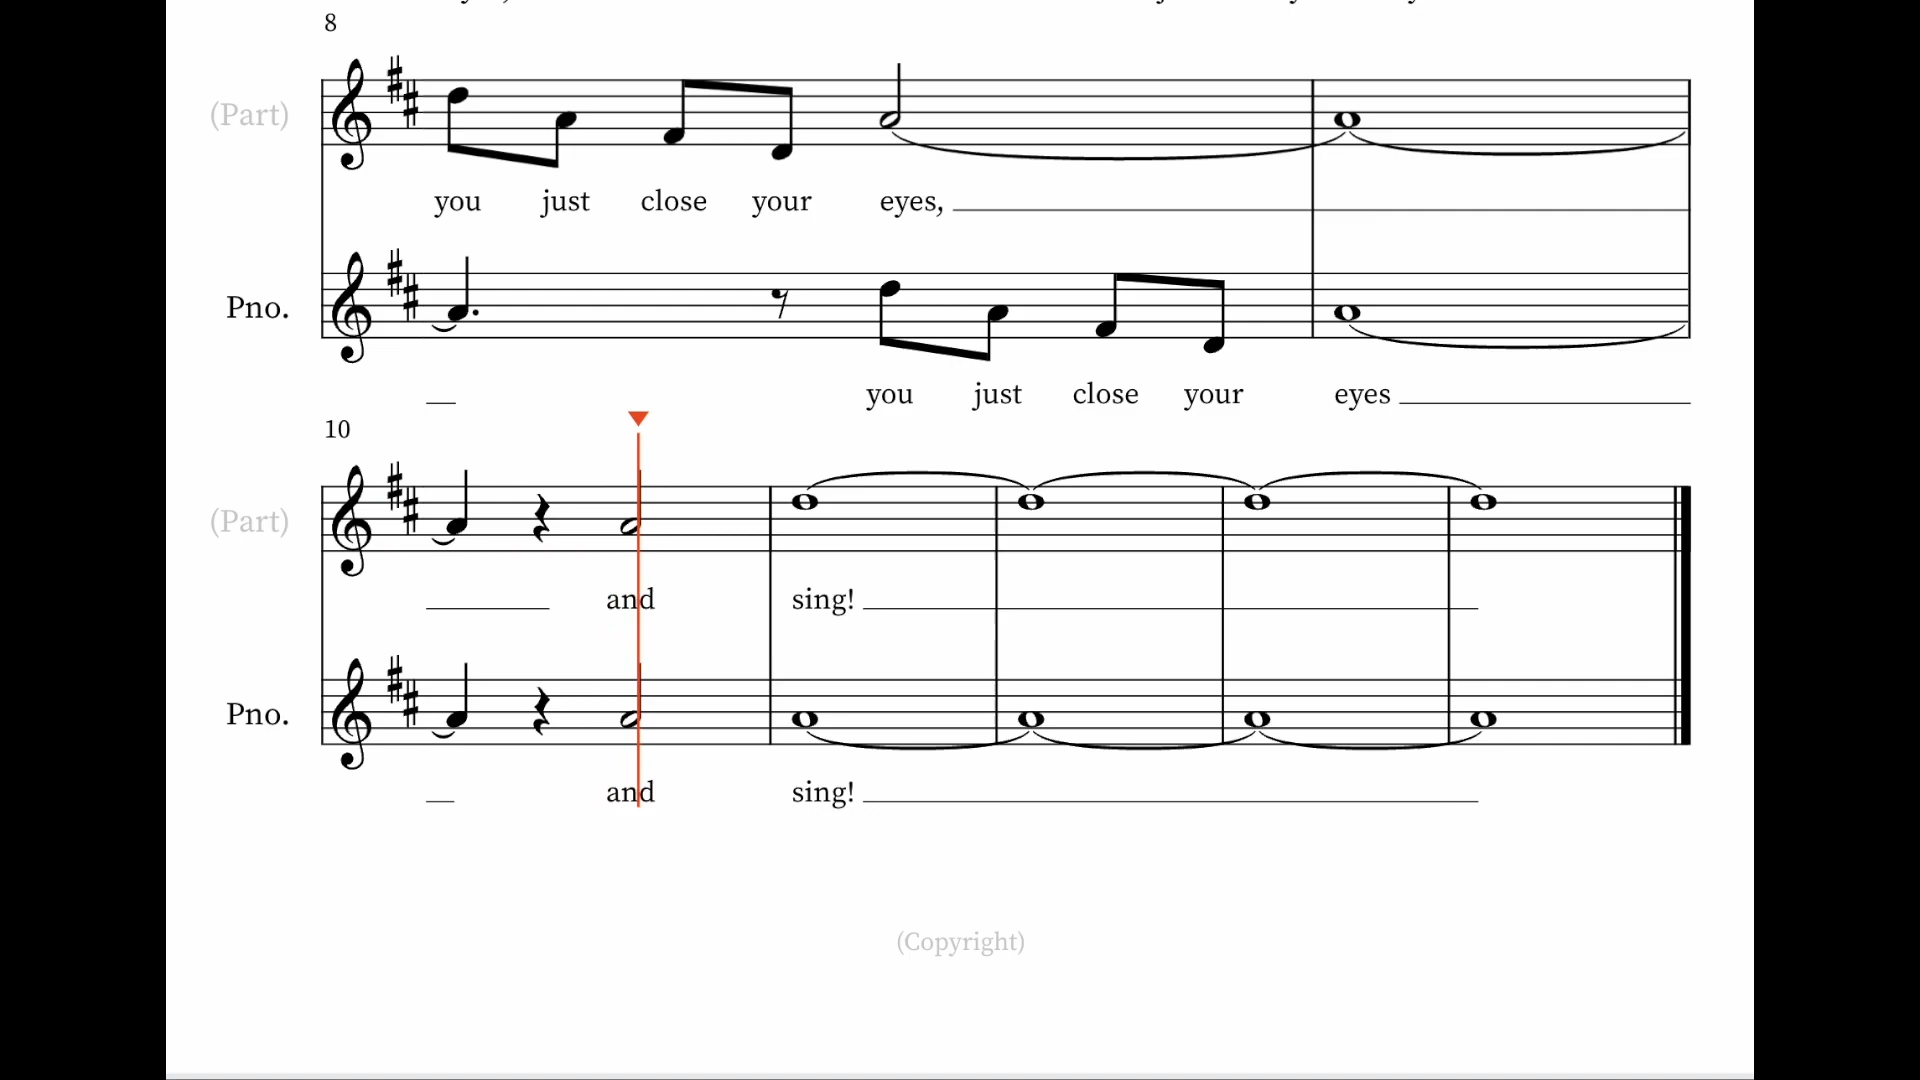 8
(Part)
you just close your eyes,
Pno.
you just close your eyes
10
(Part)
and sing!
Pno.
and sing!
(Copyright)